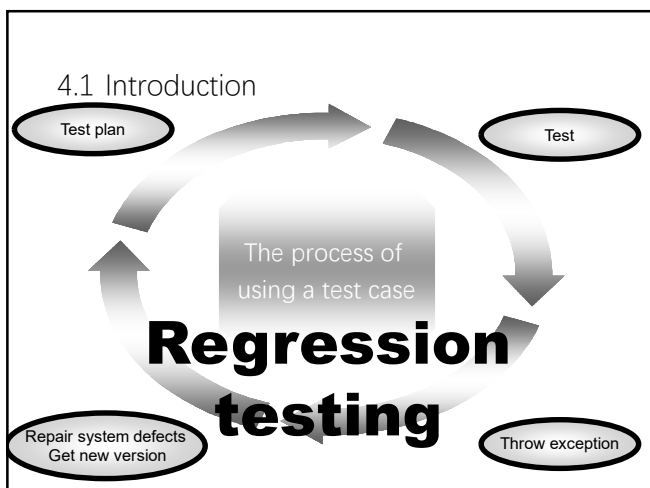 4.1 Introduction
Test plan
Test
The process of
using a test case
Regression
testing
Repair system defects
Get new version
Throw exception